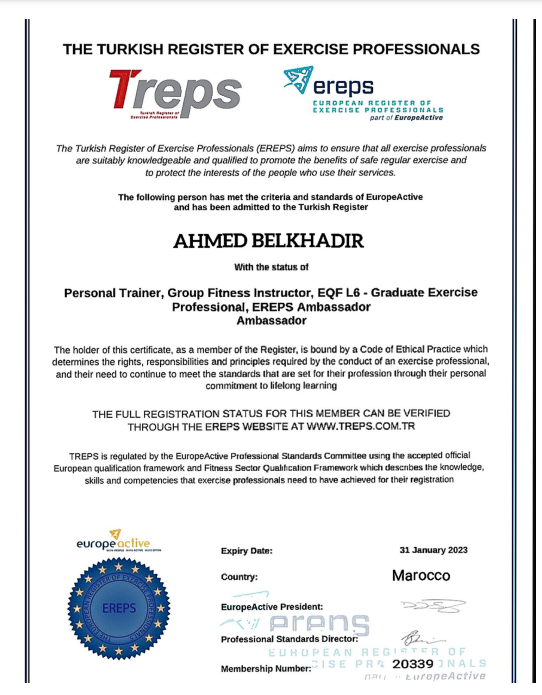 THE TURKISH REGISTER OF EXERCISE PROFESSIONALS
Treps
Turkish Register of
Exercise Professionals
ereps
EUROPEAN REGISTER OF
EXERCISE PROFESSIONALS
part of EuropeActive
The Turkish Register of Exercise Professionals (EREPS) aims to ensure that all exercise professionals
are suitably knowledgeable and qualified to promote the benefits of safe regular exercise and
to protect the interests of the people who use their services.
The following person has met the criteria and standards of EuropeActive
and has been admitted to the Turkish Register
AHMED BELKHADIR
With the status of
Personal Trainer, Group Fitness Instructor, EQF L6 - Graduate Exercise
Professional, EREPS Ambassador
Ambassador
The holder of this certificate, as a member of the Register, is bound by a Code of Ethical Practice which
determines the rights, responsibilities and principles required by the conduct of an exercise professional,
and their need to continue to meet the standards that are set for their profession through their personal
commitment to lifelong learning
THE FULL REGISTRATION STATUS FOR THIS MEMBER CAN BE VERIFIED
THROUGH THE EREPS WEBSITE AT WWW.TREPS.COM.TR
TREPS is regulated by the EuropeActive Professional Standards Committee using the accepted official
European qualification framework and Fitness Sector Qualification Framework which describes the knowledge,
skills and competencies that exercise professionals need to have achieved for their registration
europeactive
EREPS
Expiry Date: 31 January 2023
Country: Marocco
EuropeActive President:
ereps
Professional Standards Director:
EUROPEAN REGISTER OF
Membership Number: 20339
part of EuropeActive